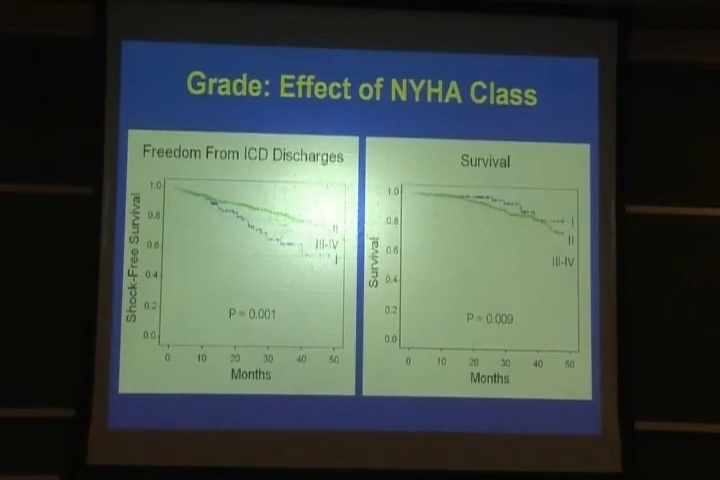 Grade: Effect of NYHA Class
Freedom From ICD Discharges
Shock-Free Survival
1.0
0.8
0.6
0.4
0.2
0.0
II
III-IV
I
P = 0.001
0 10 20 30 40 50
Months
Survival
Survival
1.0
0.8
0.6
0.4
0.2
0.0
I
II
III-IV
P = 0.009
0 10 20 30 40 50
Months